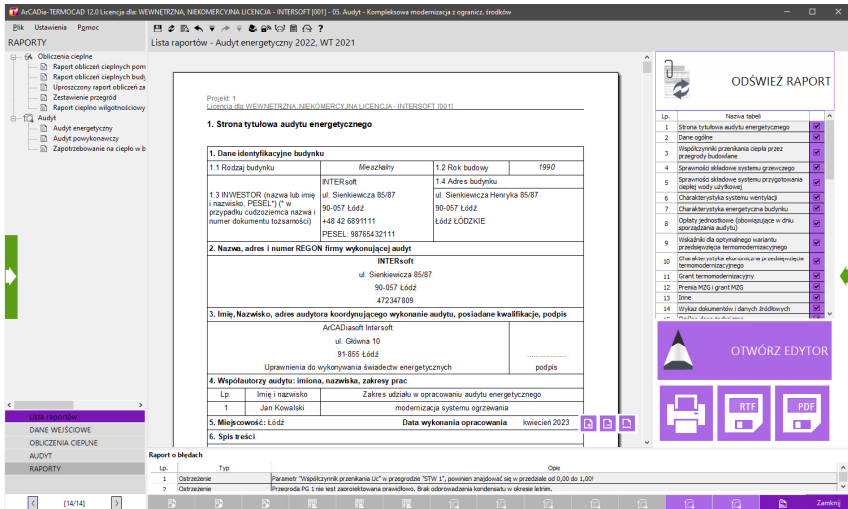 ArCADia-TERMOCAD 12.0 Licencja dla: WEWNĘTRZNA, NIEKOMERCYJNA LICENCJA - INTERSOFT [001] - 05. Audyt - Kompleksowa modernizacja z ogranicz. środków
Plik Ustawienia Pomoc
RAPORTY
Lista raportów - Audyt energetyczny 2022, WT 2021
Obliczenia cieplne
Raport obliczeń cieplnych pom
Raport obliczeń cieplnych budy
Uproszczony raport obliczeń za
Zestawienie przegród
Raport cieplno wilgotnościowy
Audyt
Audyt energetyczny
Audyt powykonawczy
Zapotrzebowanie na ciepło w b
Lista raportów
DANE WEJŚCIOWE
OBLICZENIA CIEPLNE
AUDYT
RAPORTY
[14/14]
Projekt: 1
Licencja dla: WEWNĘTRZNA, NIEKOMERCYJNA LICENCJA - INTERSOFT [001]
1. Strona tytułowa audytu energetycznego
1. Dane identyfikacyjne budynku
1.1 Rodzaj budynku Mieszkalny 1.2 Rok budowy 1990
1.3 INWESTOR (nazwa lub imię i nazwisko, PESEL*) (* w przypadku cudzoziemca nazwa i numer dokumentu tożsamości)
INTERsoft
ul. Sienkiewicza 85/87
90-057 Łódź
+48 42 6891111
PESEL: 98765432111
1.4 Adres budynku
ul. Sienkiewicza Henryka 85/87
90-057 Łódź
Łódź ŁÓDZKIE
2. Nazwa, adres i numer REGON firmy wykonującej audyt
INTERsoft
ul. Sienkiewicza 85/87
90-057 Łódź
472347809
3. Imię, Nazwisko, adres audytora koordynującego wykonanie audytu, posiadane kwalifikacje, podpis
ArCADiasoft Intersoft
ul. Główna 10
91-855 Łódź
Uprawnienia do wykonywania świadectw energetycznych
podpis
4. Współautorzy audytu: imiona, nazwiska, zakresy prac
Lp. Imię i nazwisko Zakres udziału w opracowaniu audytu energetycznego
1 Jan Kowalski modernizacja systemu ogrzewania
5. Miejscowość: Łódź Data wykonania opracowania kwiecień 2023
6. Spis treści
ODŚWIEŻ RAPORT
Lp. Nazwa tabeli
1 Strona tytułowa audytu energetycznego
2 Dane ogólne
3 Współczynniki przenikania ciepła przez przegrody budowlane
4 Sprawności składowe systemu grzewczego
5 Sprawności składowe systemu przygotowania ciepłej wody użytkowej
6 Charakterystyka systemu wentylacji
7 Charakterystyka energetyczna budynku
8 Opłaty jednostkowe (obowiązujące w dniu sporządzania audytu)
9 Wskaźniki dla optymalnego wariantu przedsięwzięcia termomodernizacyjnego
10 Charakterystyka ekonomiczna przedsięwzięcia termomodernizacyjnego
11 Grant termomodernizacyjny
12 Premia MZG i grant MZG
13 Inne
14 Wykaz dokumentów i danych źródłowych
OTWÓRZ EDYTOR
RTF PDF
Raport o błędach
Lp. Typ Opis
1 Ostrzeżenie Parametr "Współczynnik przenikania Uc" w przegrodzie "STW 1", powinien znajdować się w przedziale od 0,00 do 1,00!
2 Ostrzeżenie Przegroda PG 1 nie jest zaprojektowana prawidłowo. Brak odprowadzenia kondensatu w okresie letnim.
Zamknij